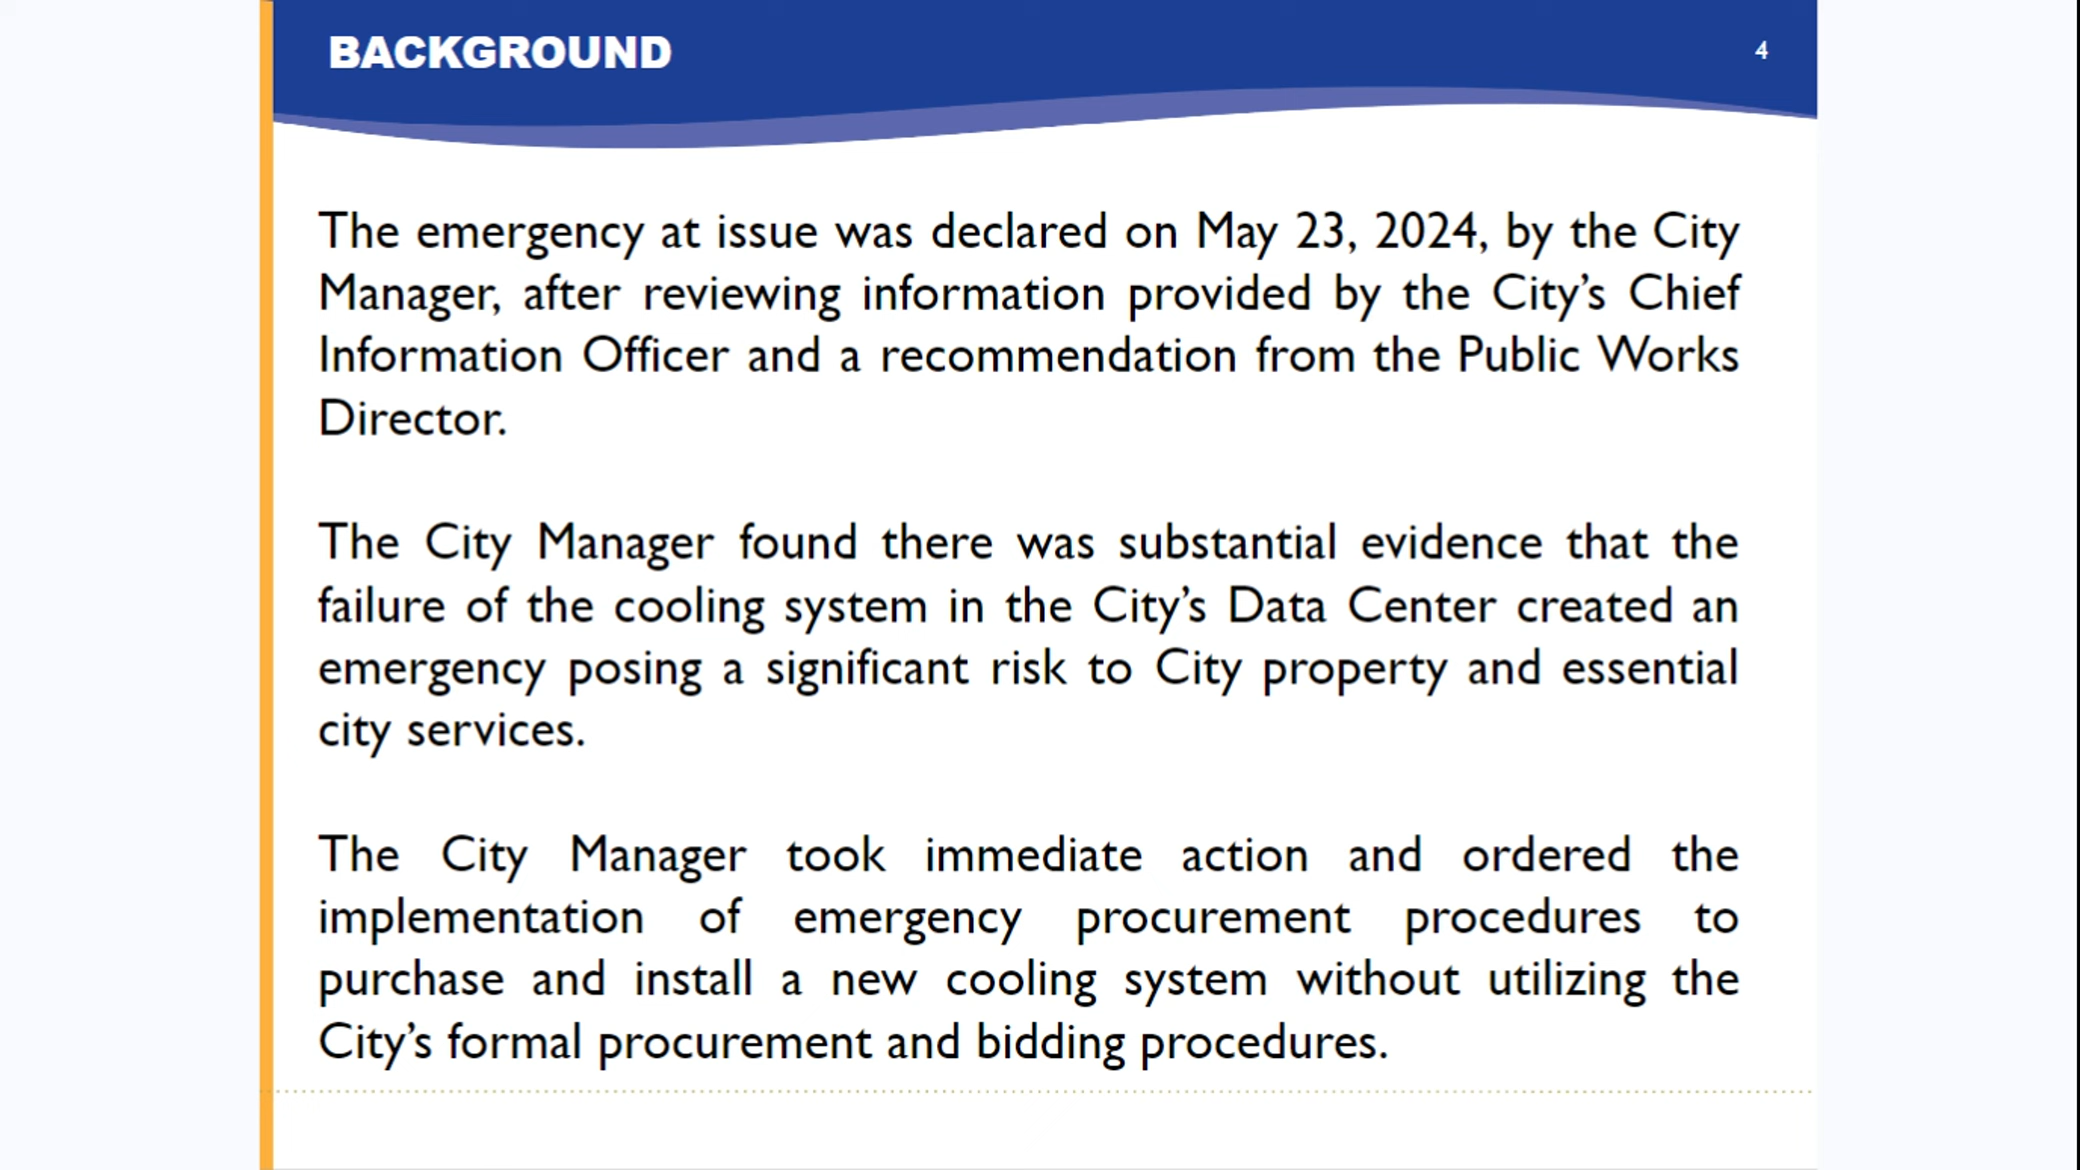 BACKGROUND
4
The emergency at issue was declared on May 23, 2024, by the City
Manager, after reviewing information provided by the City’s Chief
Information Officer and a recommendation from the Public Works
Director.
The City Manager found there was substantial evidence that the
failure of the cooling system in the City’s Data Center created an
emergency posing a significant risk to City property and essential
city services.
The City Manager took immediate action and ordered the
implementation of emergency procurement procedures to
purchase and install a new cooling system without utilizing the
City’s formal procurement and bidding procedures.